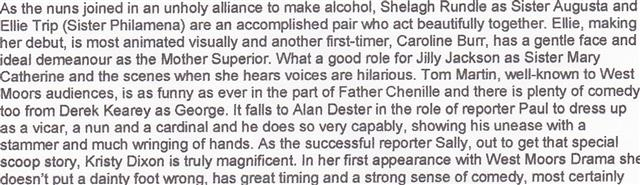 As the nuns joined in an unholy alliance to make alcohol, Shelagh Rundle as Sister Augusta and
Ellie Trip (Sister Philamena) are an accomplished pair who act beautifully together. Ellie, making
her debut, is most animated visually and another first-timer, Caroline Burr, has a gentle face and
ideal demeanour as the Mother Superior. What a good role for Jilly Jackson as Sister Mary
Catherine and the scenes when she hears voices are hilarious. Tom Martin, well-known to West
Moors audiences, is as funny as ever in the part of Father Chenille and there is plenty of comedy
too from Derek Kearey as George. It falls to Alan Dester in the role of reporter Paul to dress up
as a vicar, a nun and a cardinal and he does so very capably, showing his unease with a
stammer and much wringing of hands. As the successful reporter Sally, out to get that special
scoop story, Kristy Dixon is truly magnificent. In her first appearance with West Moors Drama she
doesn't put a dainty foot wrong, has great timing and a strong sense of comedy, most certainly